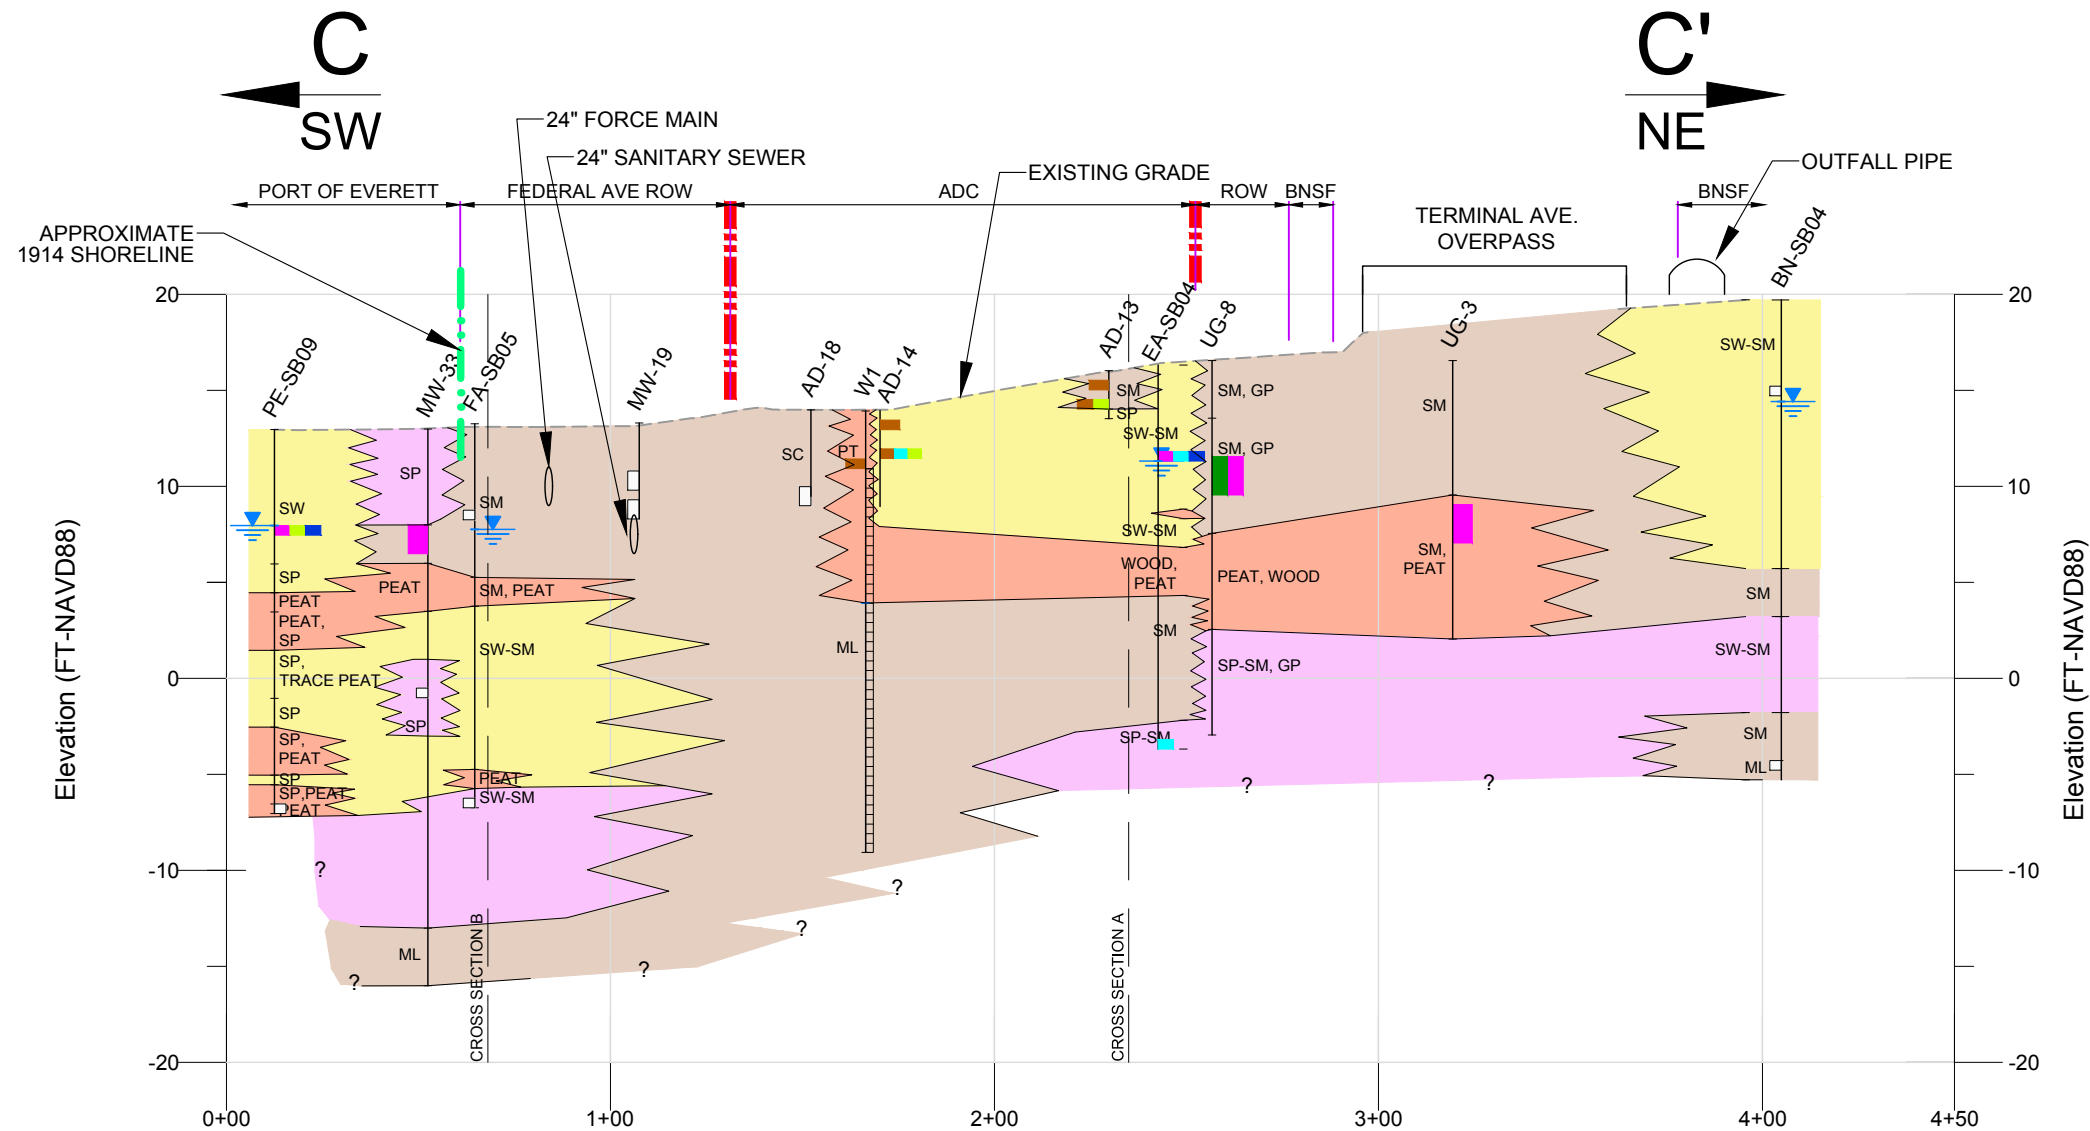 C
C'
SW
NE
24" FORCE MAIN
24" SANITARY SEWER
EXISTING GRADE
OUTFALL PIPE
PORT OF EVERETT
FEDERAL AVE ROW
ADC
ROW
BNSF
BNSF
APPROXIMATE
1914 SHORELINE
TERMINAL AVE.
OVERPASS
PE-SB09
MW-33
FA-SB05
MW-19
AD-18
W1
AD-14
AD-13
EA-SB04
UG-8
UG-3
BN-SB04
20
10
0
-10
-20
Elevation (FT-NAVD88)
SW
SP
PEAT
PEAT,
SP
SP,
TRACE PEAT
SP
SP,
PEAT
SP
SP,PEAT
PEAT
SP
PEAT
SP
ML
SM
SM, PEAT
SW-SM
PEAT
SW-SM
SC
PT
ML
SM
SP
SW-SM
SW-SM
WOOD,
PEAT
SM
SP-SM
SM, GP
SM, GP
PEAT, WOOD
SP-SM, GP
SM
SM,
PEAT
SW-SM
SM
SW-SM
SM
ML
?
?
?
?
?
?
?
CROSS SECTION B
CROSS SECTION A
20
10
0
-10
-20
Elevation (FT-NAVD88)
0+00
1+00
2+00
3+00
4+00
4+50